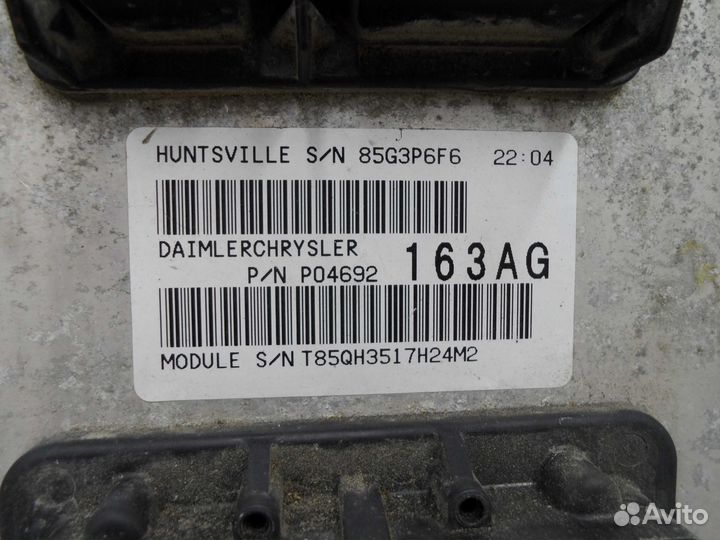 HUNTSVILLE S/N 85G3P6F6 22:04
DAIMLERCHRYSLER
P/N P04692 163AG
MODULE S/N T85QH3517H24M2
Avito